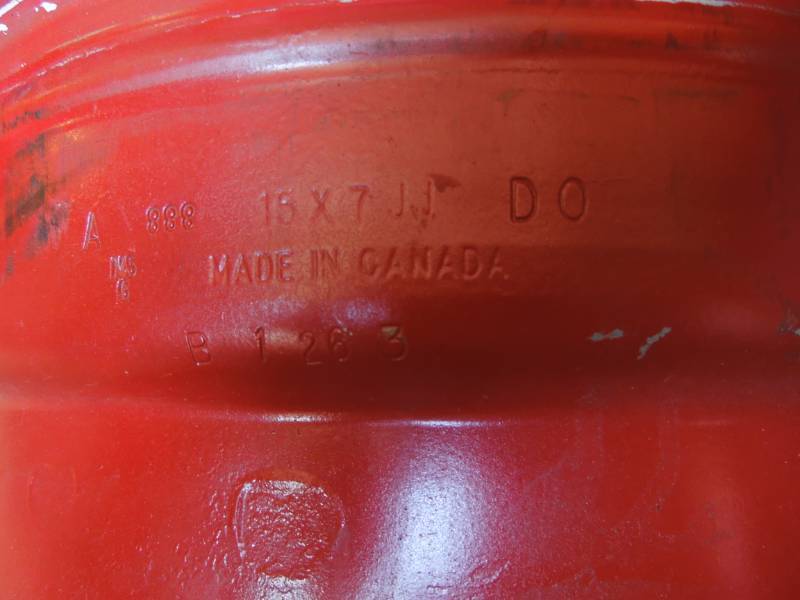 A 888 15 X 7 JJ DO
MADE IN CANADA
B 1 26 3